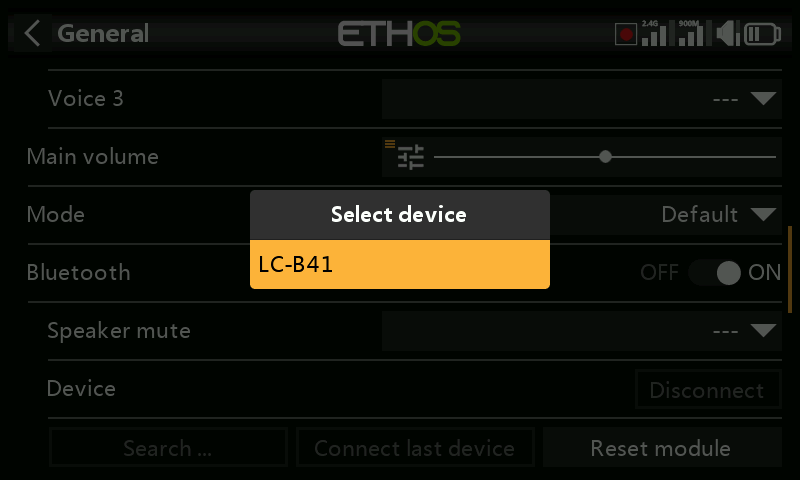 General
ETHOS
2.4G
900M
Voice 3
---
Main volume
Mode
Default
Select device
LC-B41
Bluetooth
OFF
ON
Speaker mute
---
Device
Disconnect
Search ...
Connect last device
Reset module